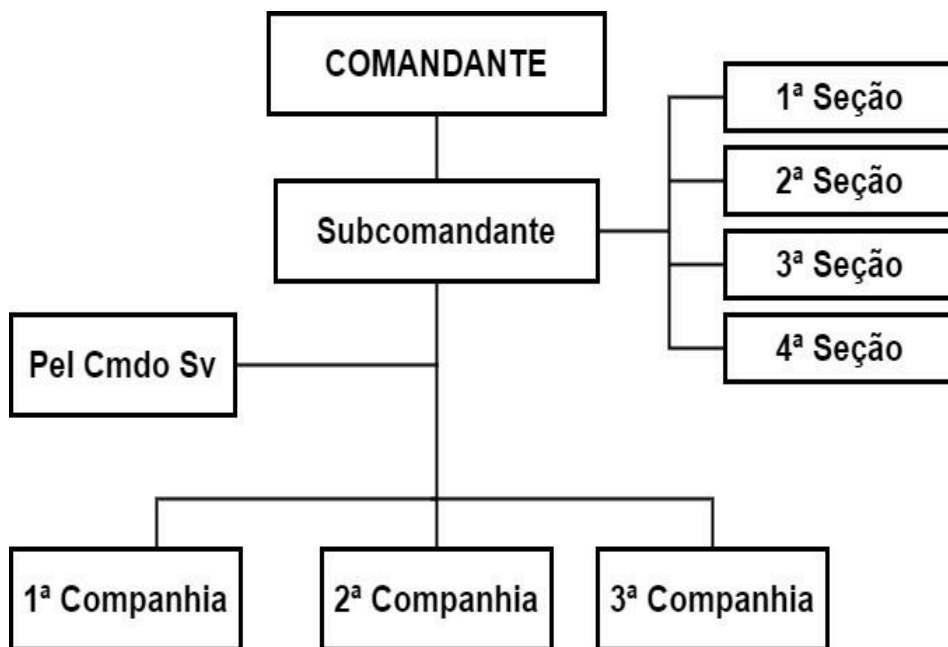 COMANDANTE
Subcomandante
1ª Seção
2ª Seção
3ª Seção
4ª Seção
Pel Cmdo Sv
1ª Companhia
2ª Companhia
3ª Companhia